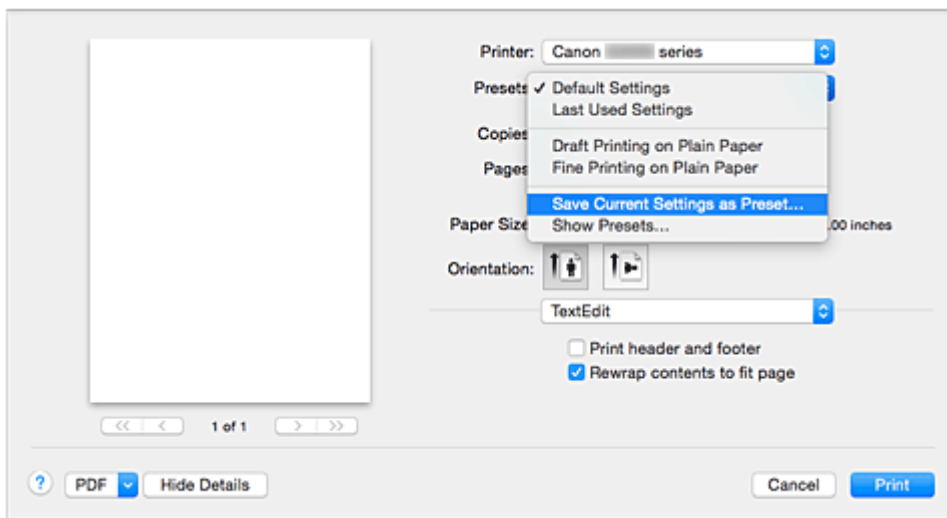 Printer: Canon series
Presets ✓ Default Settings
Last Used Settings
Copies
Draft Printing on Plain Paper
Pages Fine Printing on Plain Paper
Save Current Settings as Preset...
Paper Size Show Presets... .00 inches
Orientation:
TextEdit
Print header and footer
Rewrap contents to fit page
1 of 1
? PDF Hide Details Cancel Print